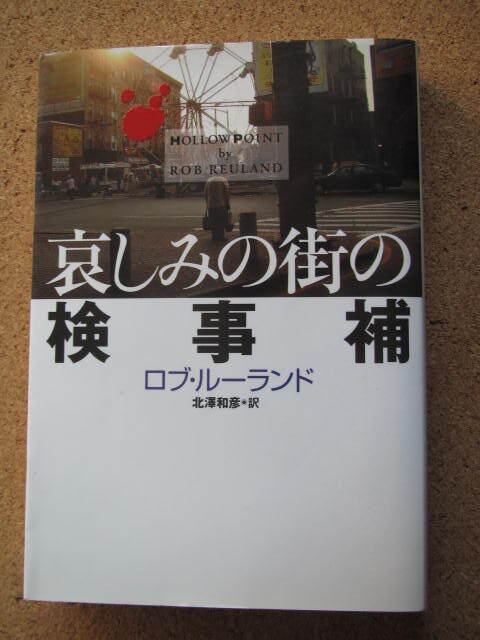 HOLLOW POINT
by
ROB REULAND
哀しみの街の
検事補
ロブ・ルーランド
北澤和彦*訳